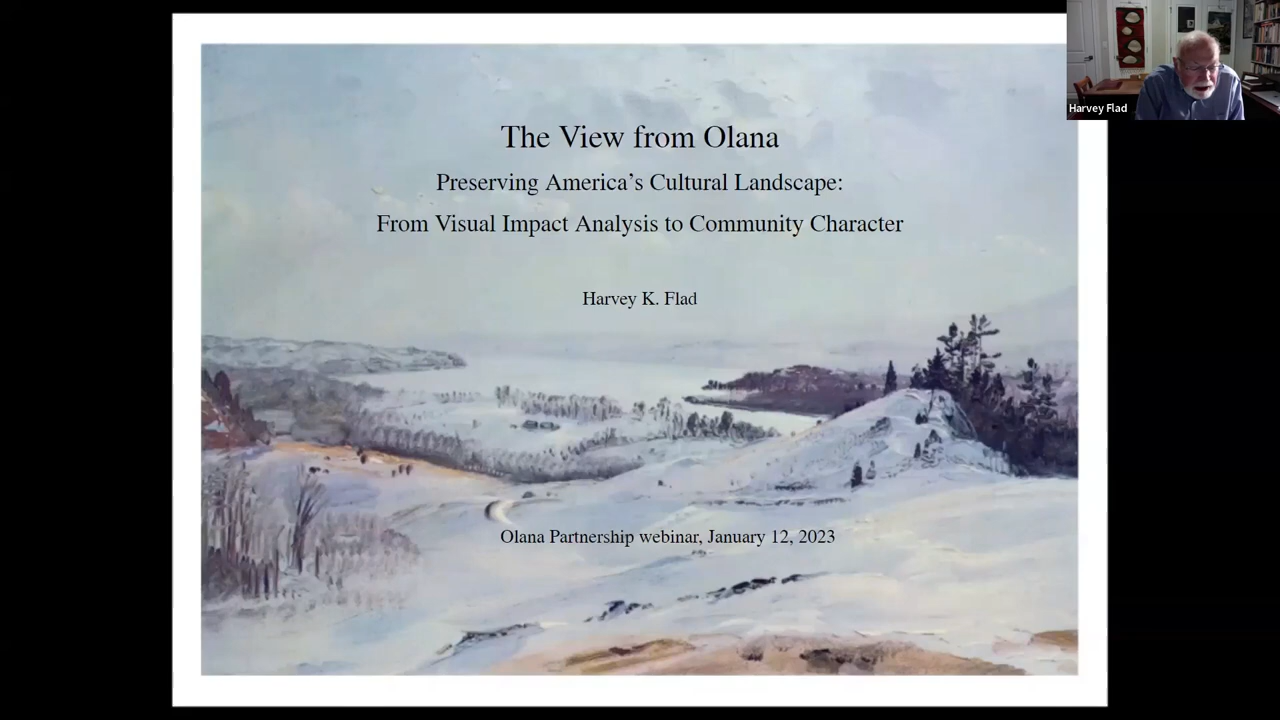 The View from Olana
Preserving America's Cultural Landscape:
From Visual Impact Analysis to Community Character
Harvey K. Flad
Olana Partnership webinar, January 12, 2023
Harvey Flad